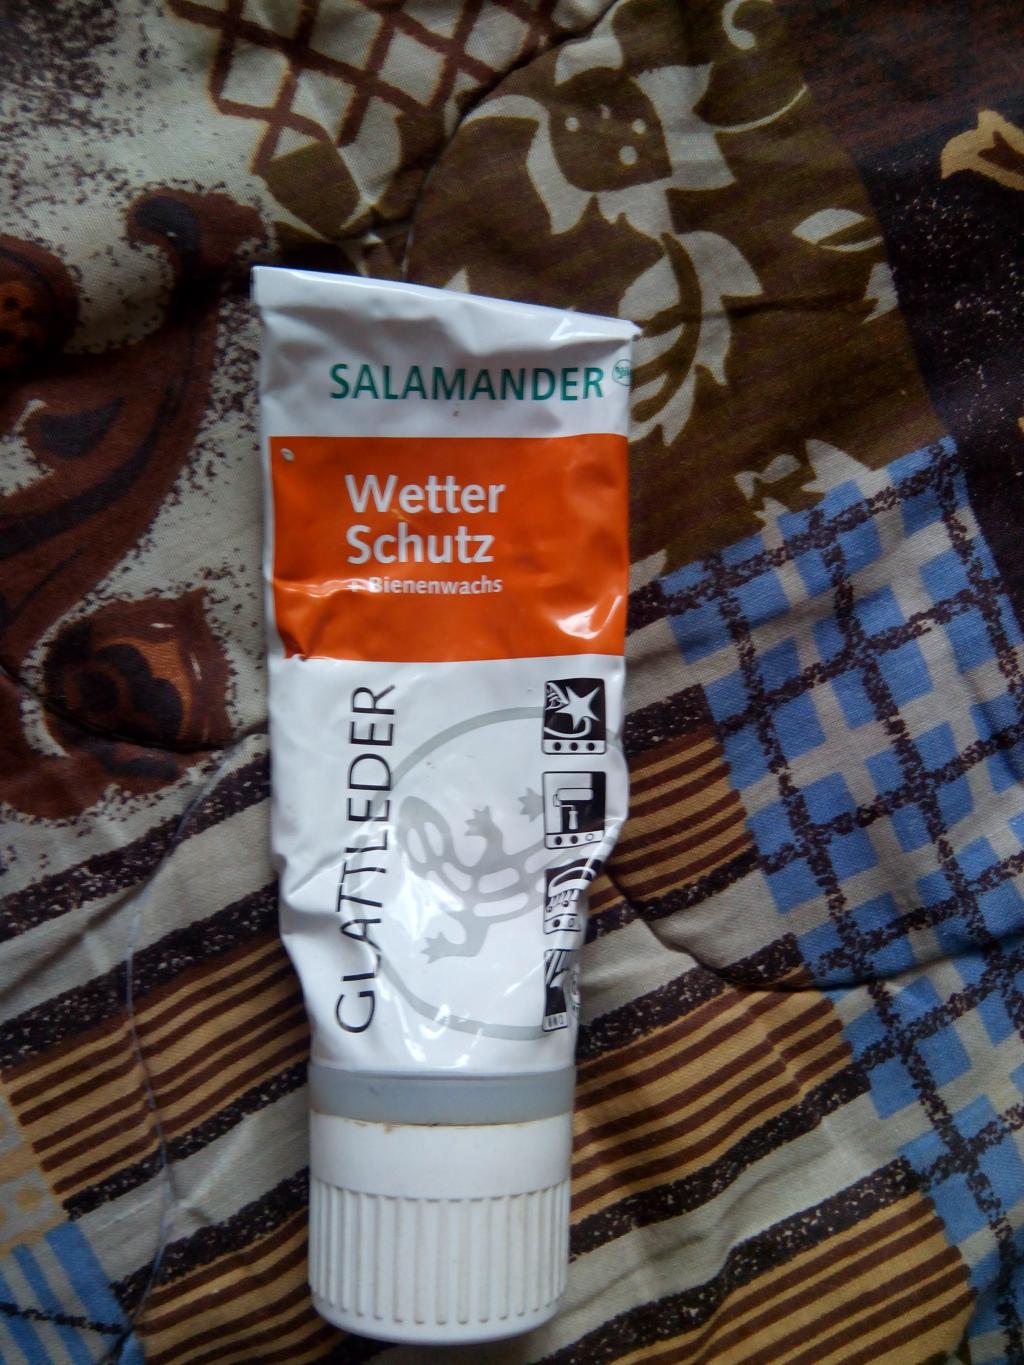 SALAMANDER
Wetter
Schutz
+ Bienenwachs
GLATTLEDER